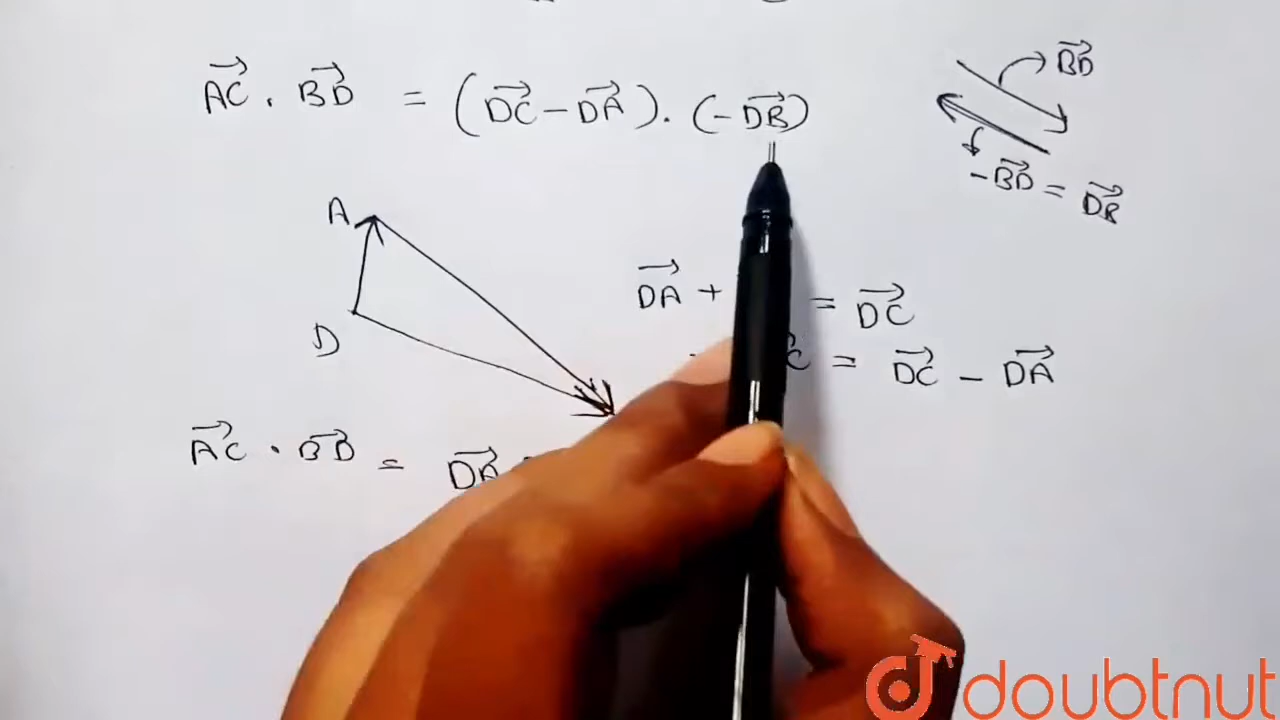 AC . BD = (DC - DA) . (- DB)
BD
- BD = DB
A
D
DA + = DC
C = DC - DA
AC . BD = DA
doubtnut